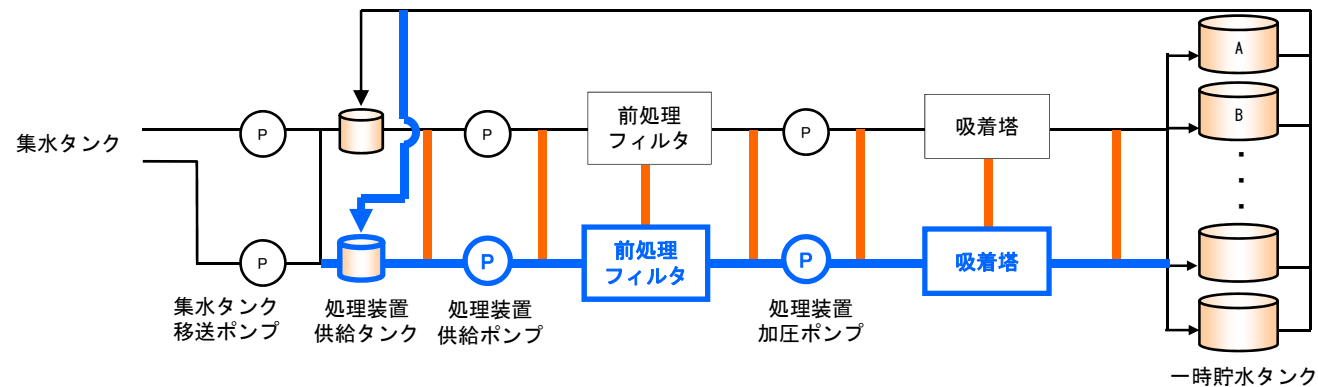 A
B
・
・
・
集水タンク
P
P
前処理
フィルタ
P
吸着塔
P
P
前処理
フィルタ
P
吸着塔
集水タンク
移送ポンプ
処理装置
供給タンク
処理装置
供給ポンプ
処理装置
加圧ポンプ
一時貯水タンク